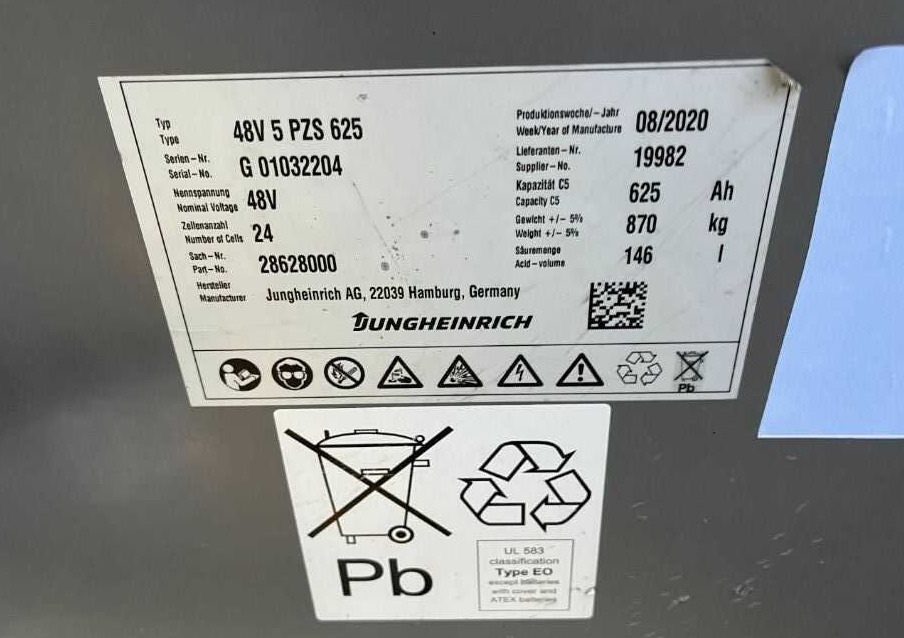 Typ
Type
48V 5 PZS 625
Serien-Nr.
Serial-No.
G 01032204
Nennspannung
Nominal Voltage
48V
Zellenanzahl
Number of Cells
24
Sach-Nr.
Part-No.
28628000
Hersteller
Manufacturer
Jungheinrich AG, 22039 Hamburg, Germany
Produktionswoche/-Jahr
Week/Year of Manufacture
08/2020
Lieferanten-Nr.
Supplier-No.
19982
Kapazität C5
Capacity C5
625 Ah
Gewicht +/- 5%
Weight +/- 5%
870 kg
Säuremenge
Acid-volume
146 l
JUNGHEINRICH
Pb
Pb
UL 583
classification
Type EO
except batteries
with cover and
ATEX batteries